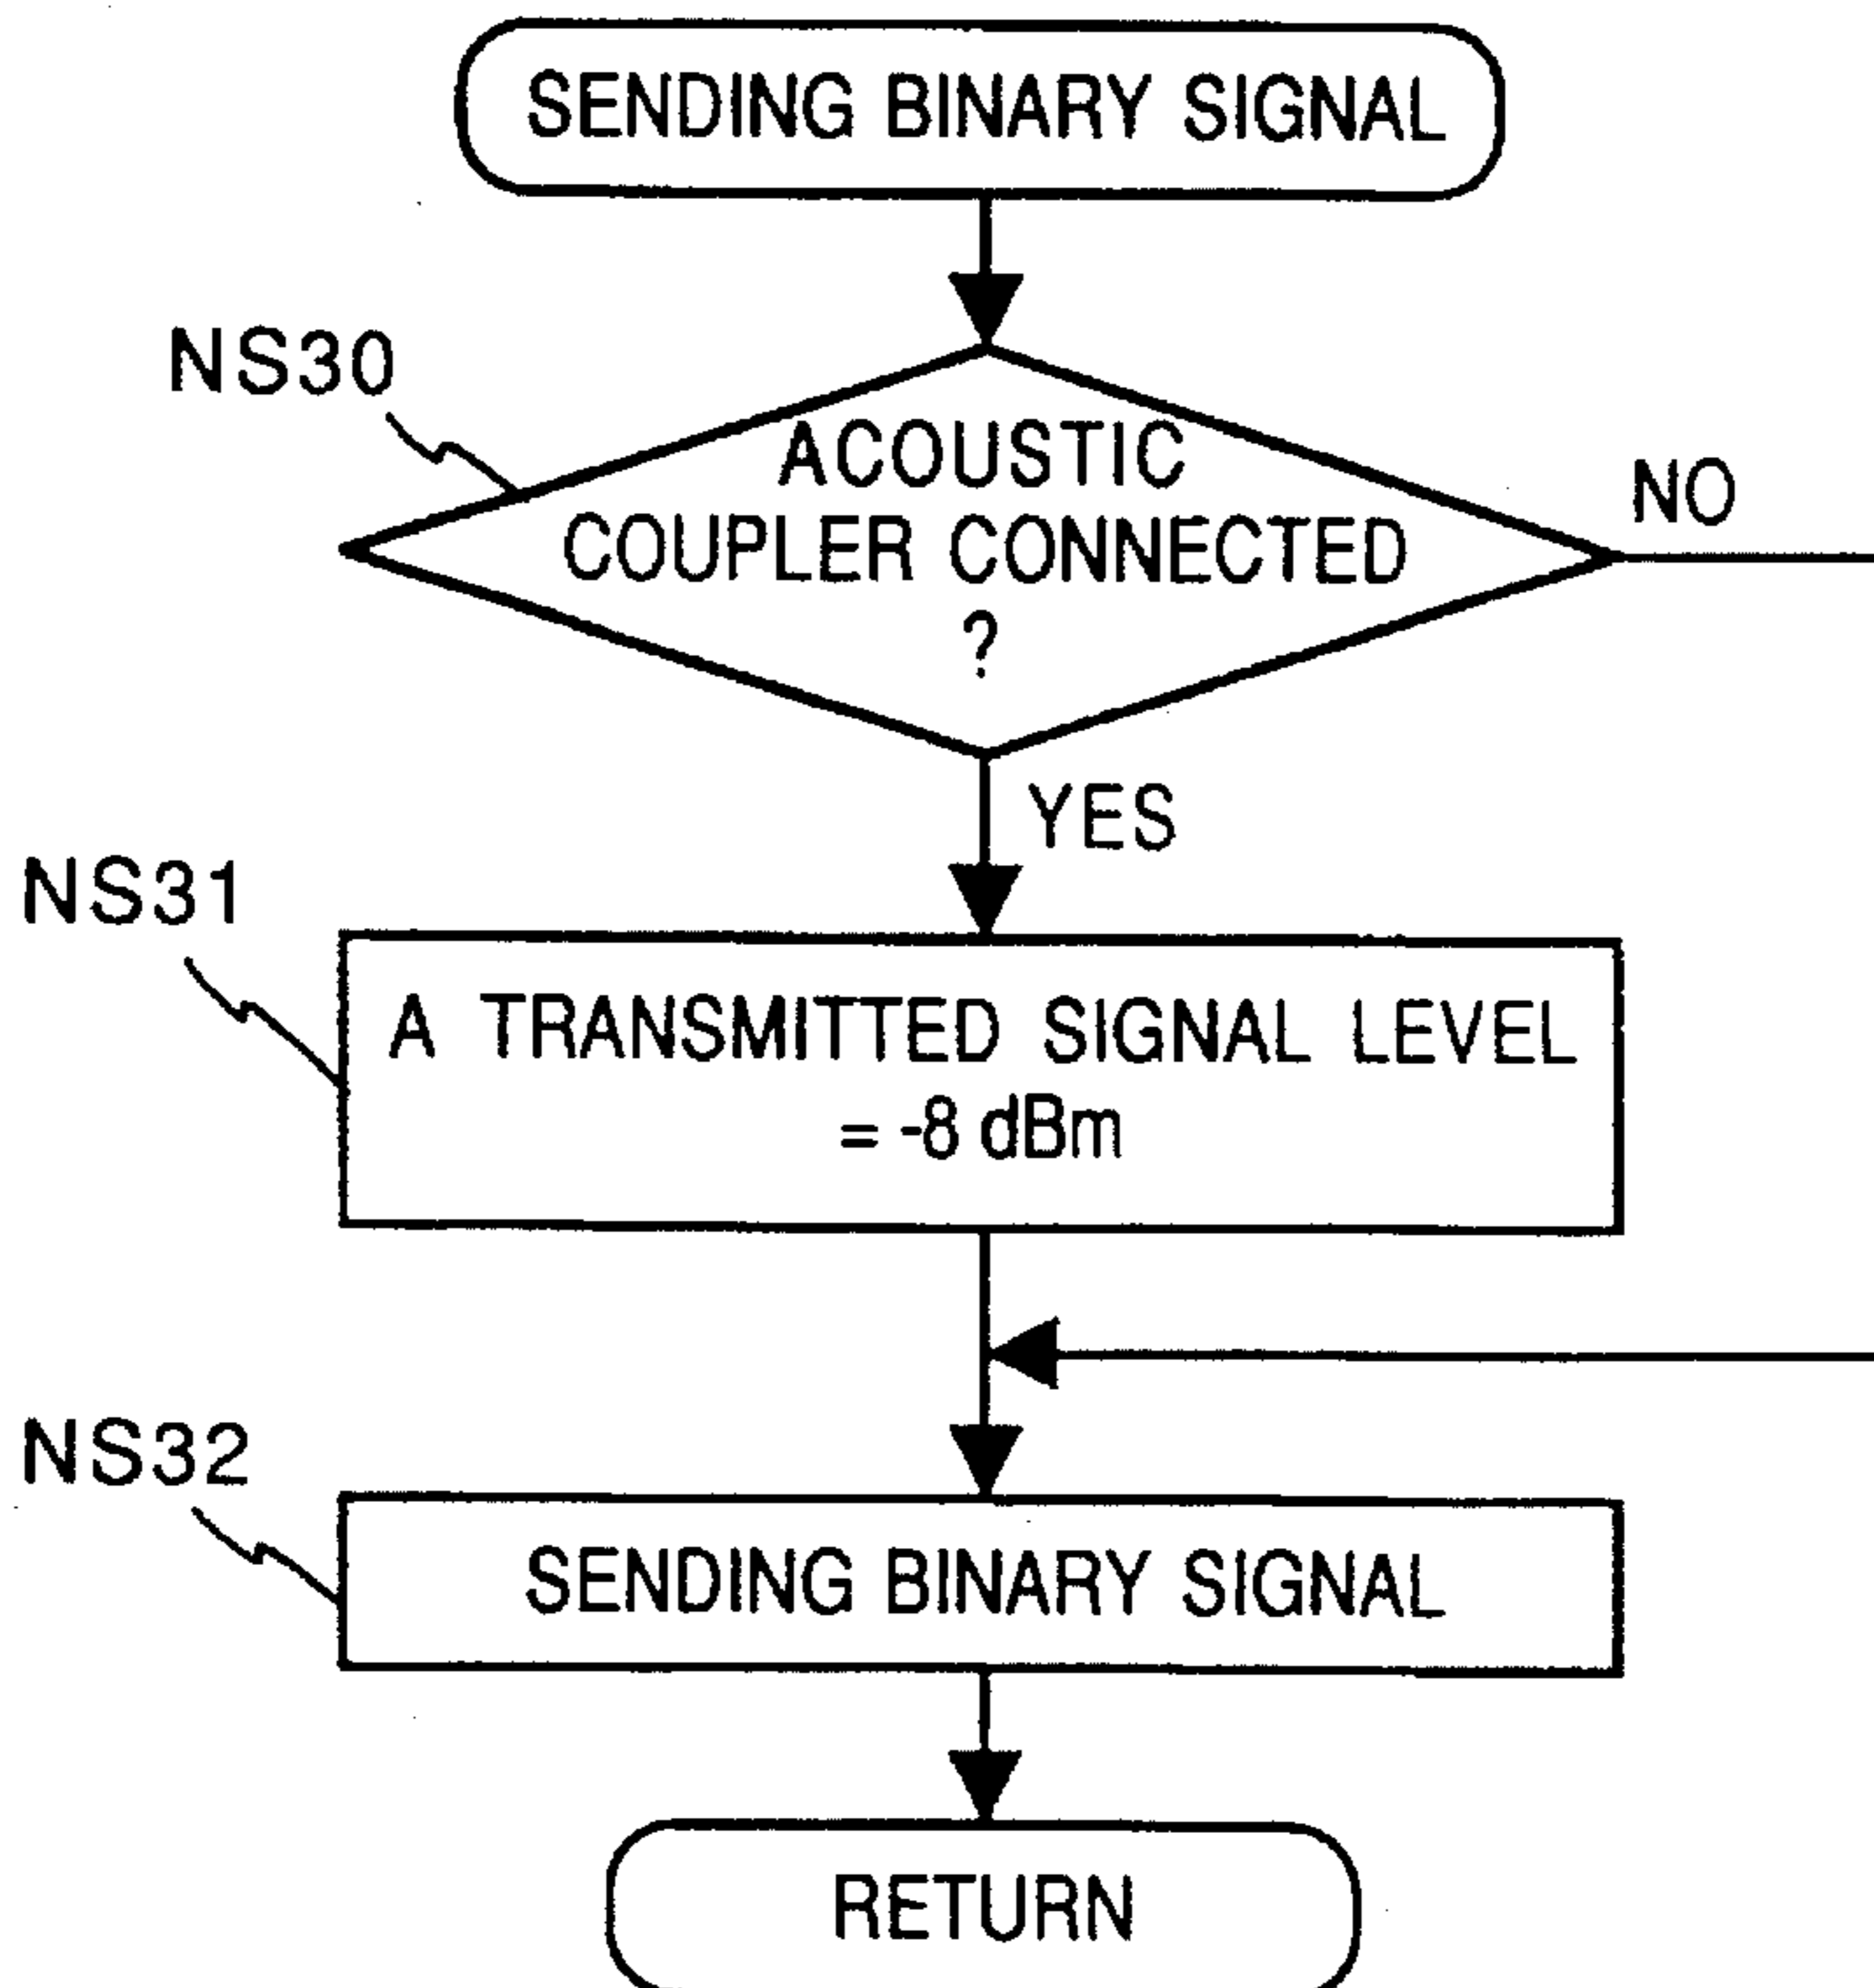 SENDING BINARY SIGNAL
NS30
ACOUSTIC
COUPLER CONNECTED
?
NO
YES
NS31
A TRANSMITTED SIGNAL LEVEL
= -8 dBm
NS32
SENDING BINARY SIGNAL
RETURN